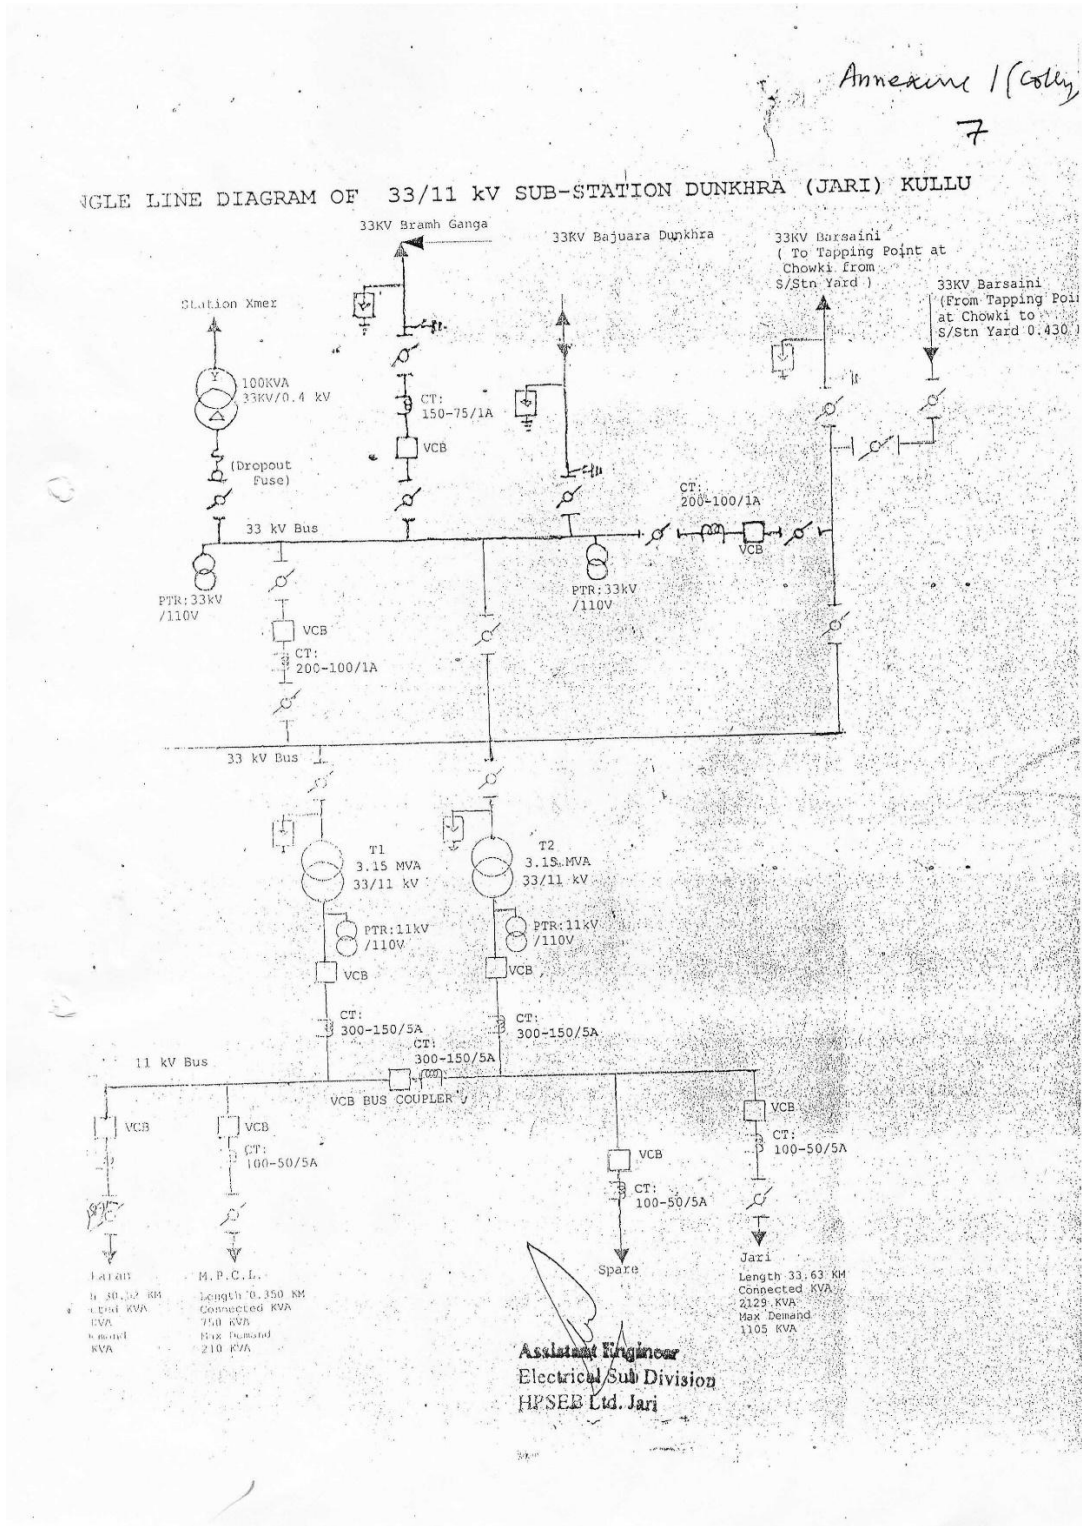 Annexure 1 (Colly
7
NGLE LINE DIAGRAM OF 33/11 kV SUB-STATION DUNKHRA (JARI) KULLU
33KV Bramh Ganga
33KV Bajuara Dunkhra
33KV Barsaini
( To Tapping Point at
Chowki from
S/Stn Yard )
33KV Barsaini
(From Tapping Poi
at Chowki to
S/Stn Yard 0.430
Station Xmer
Y
Δ
100KVA
33KV/0.4 kV
(Dropout
Fuse)
CT:
150-75/1A
VCB
CT:
200-100/1A
VCB
33 kV Bus
PTR:33kV
/110V
PTR:33kV
/110V
VCB
CT:
200-100/1A
33 kV Bus
T1
3.15 MVA
33/11 kV
T2
3.15 MVA
33/11 kV
PTR:11kV
/110V
PTR:11kV
/110V
VCB
VCB
CT:
300-150/5A
CT:
300-150/5A
CT:
300-150/5A
11 kV Bus
VCB BUS COUPLER
VCB
VCB
CT:
100-50/5A
VCB
CT:
100-50/5A
VCB
CT:
100-50/5A
30.52 KM
KVA
KVA
KVA
M.P.C.L.
Length 0.350 KM
Connected KVA
750 KVA
Max Demand
210 KVA
Spare
Jari
Length 33.63 KM
Connected KVA
2129 KVA
Max Demand
1105 KVA
Assistant Engineer
Electrical Sub Division
HPSEB Ltd. Jari